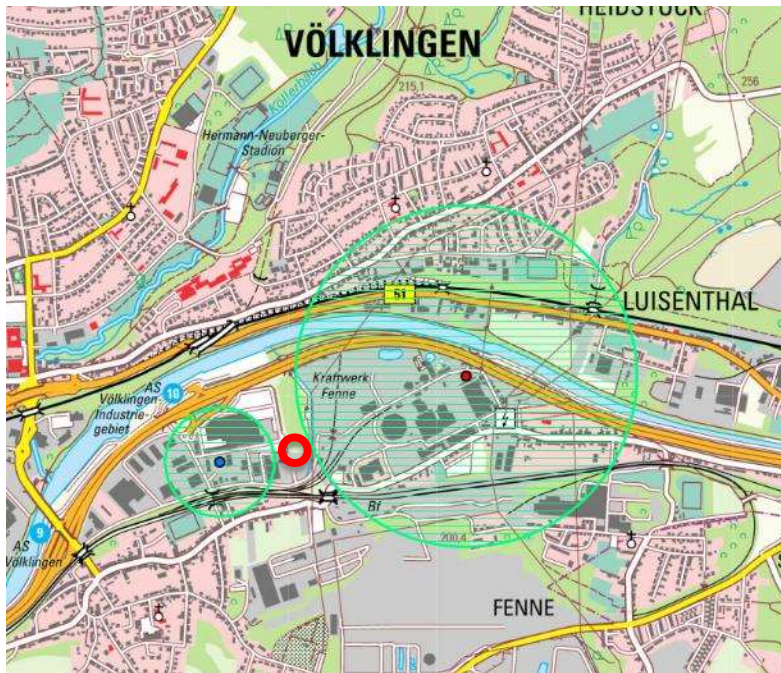 HEIDSTOCK
VÖLKLINGEN
Köllerbach
215,1
256
Hermann-Neuberger-
Stadion
51
LUISENTHAL
AS
Völklingen
Industrie-
gebiet
10
Kraftwerk
Fenne
Bf
200,4
9
AS
Völklingen
FENNE